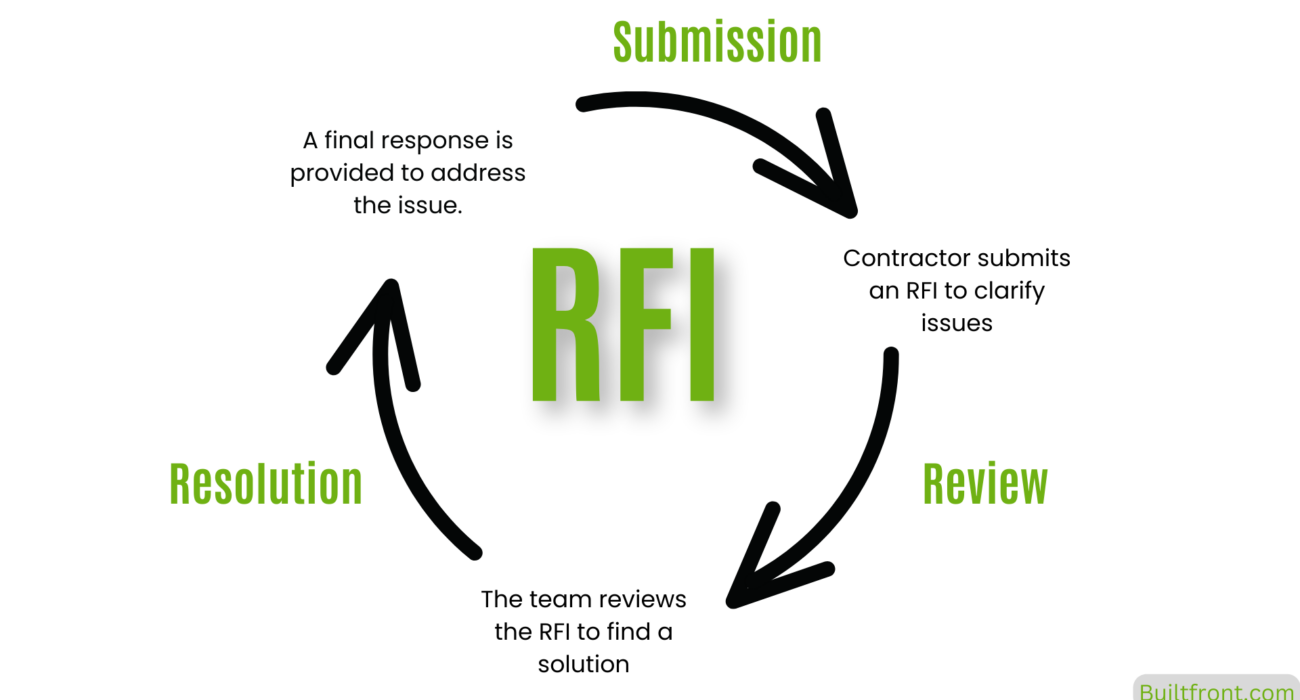 Submission
A final response is
provided to address
the issue.
RFI
Contractor submits
an RFI to clarify
issues
Resolution
Review
The team reviews
the RFI to find a
solution
Builtfront.com